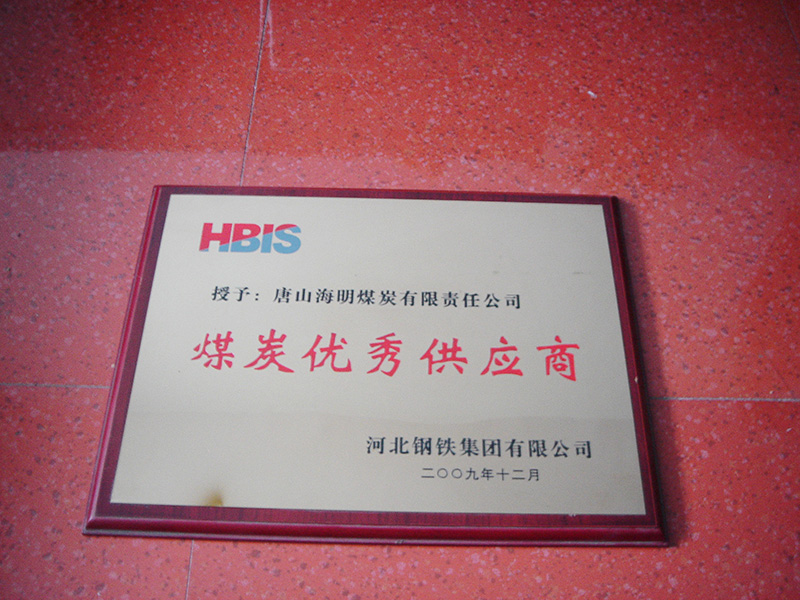 HBIS
授予：唐山海明煤炭有限责任公司
煤炭优秀供应商
河北钢铁集团有限公司
二〇〇九年十二月